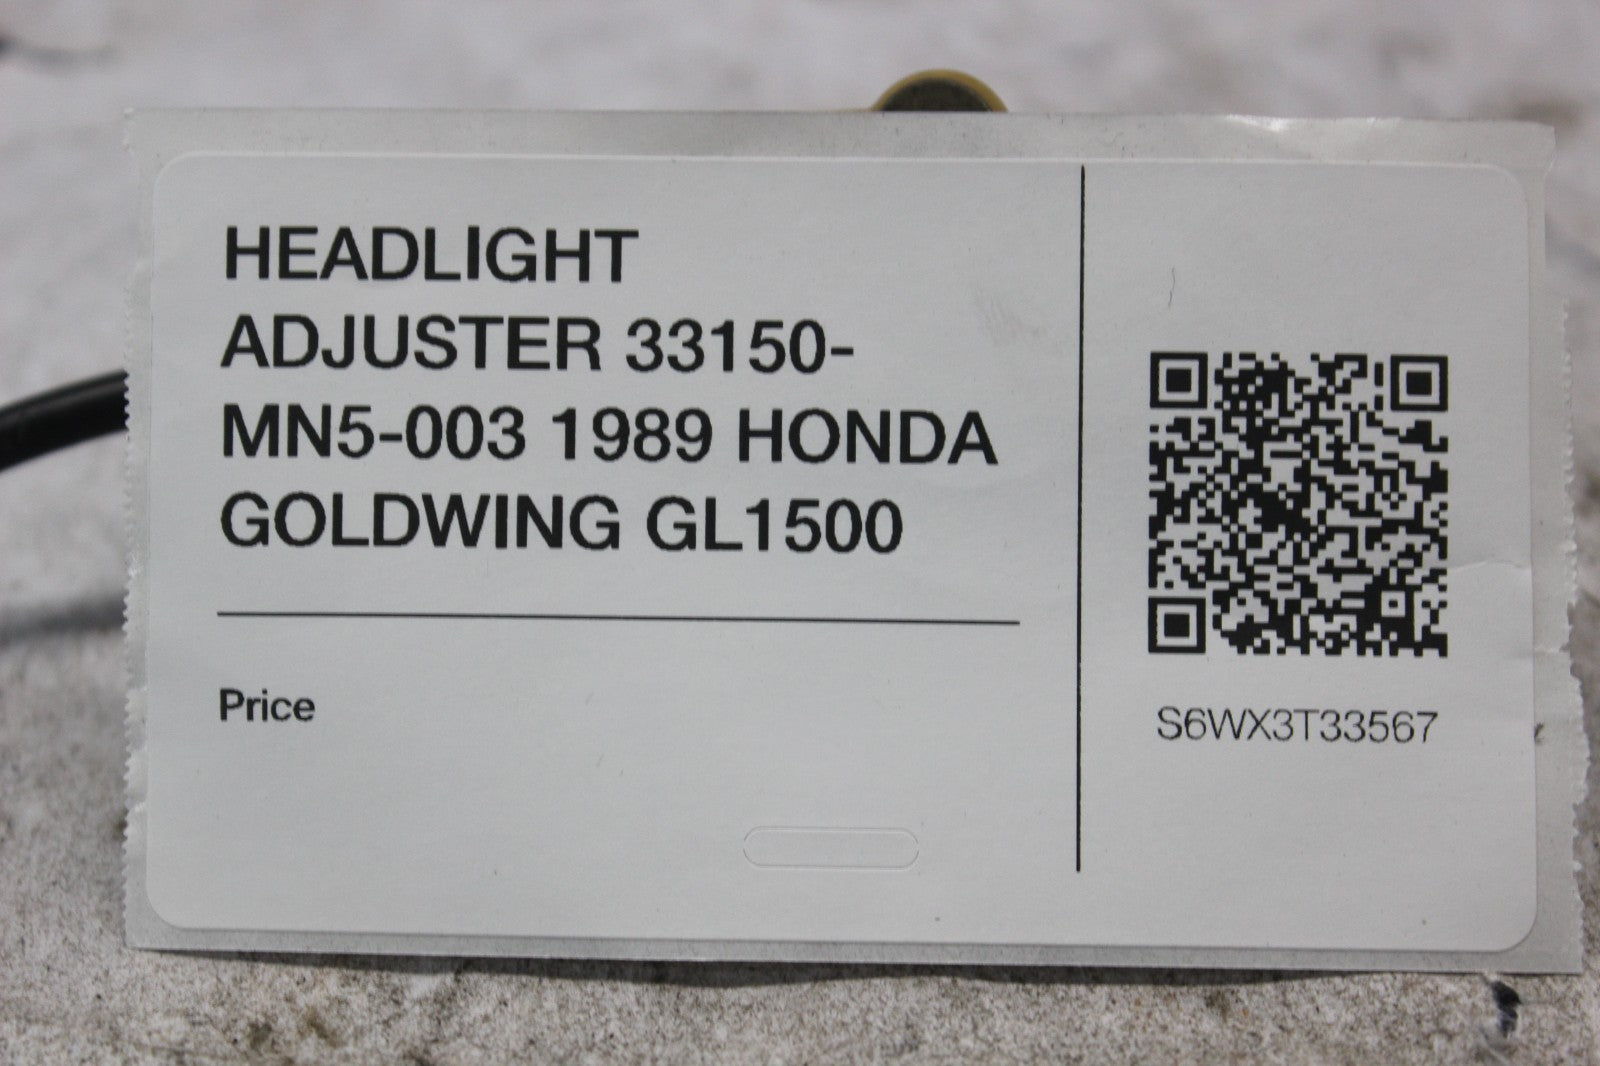 HEADLIGHT
ADJUSTER 33150-
MN5-003 1989 HONDA
GOLDWING GL1500
Price
S6WX3T33567